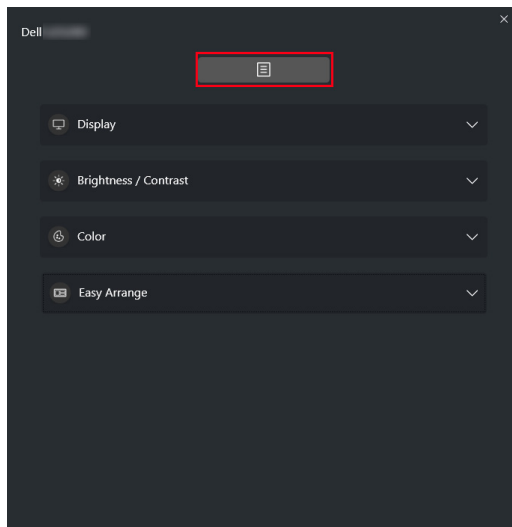 Dell
Display
Brightness / Contrast
Color
Easy Arrange